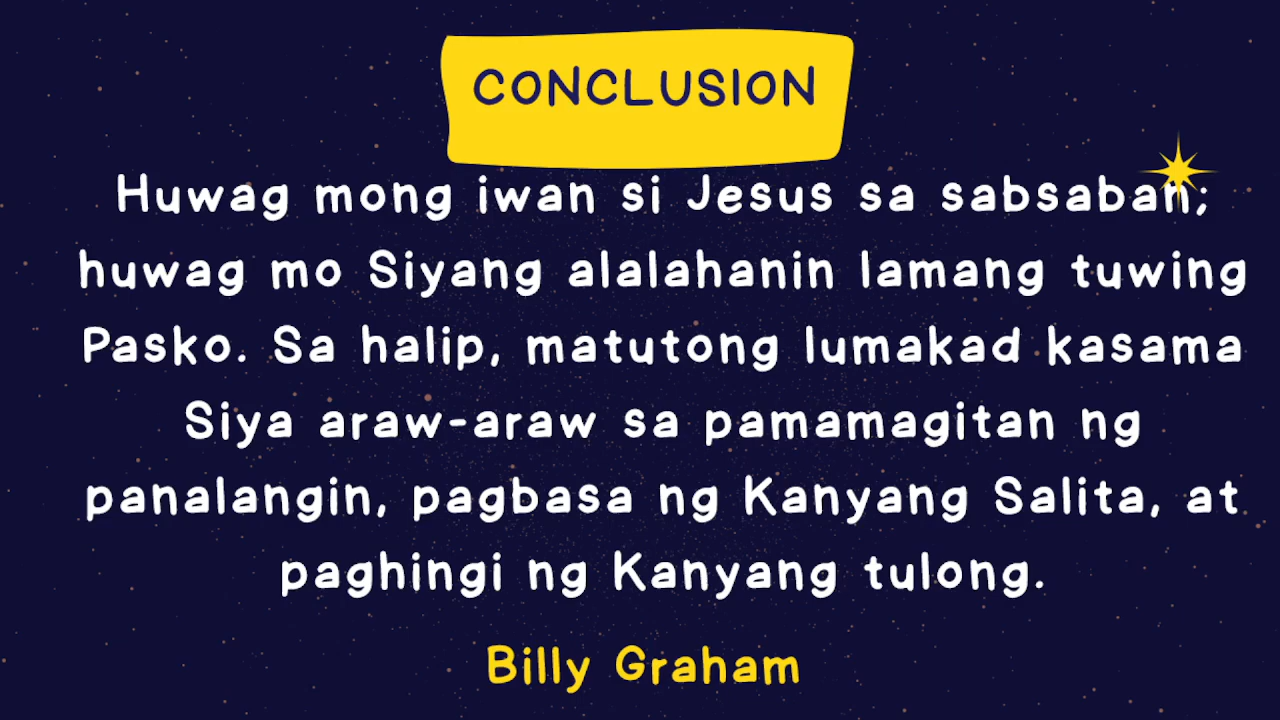 CONCLUSION
Huwag mong iwan si Jesus sa sabsaban;
huwag mo Siyang alalahanin lamang tuwing
Pasko. Sa halip, matutong lumakad kasama
Siya araw-araw sa pamamagitan ng
panalangin, pagbasa ng Kanyang Salita, at
paghingi ng Kanyang tulong.
Billy Graham